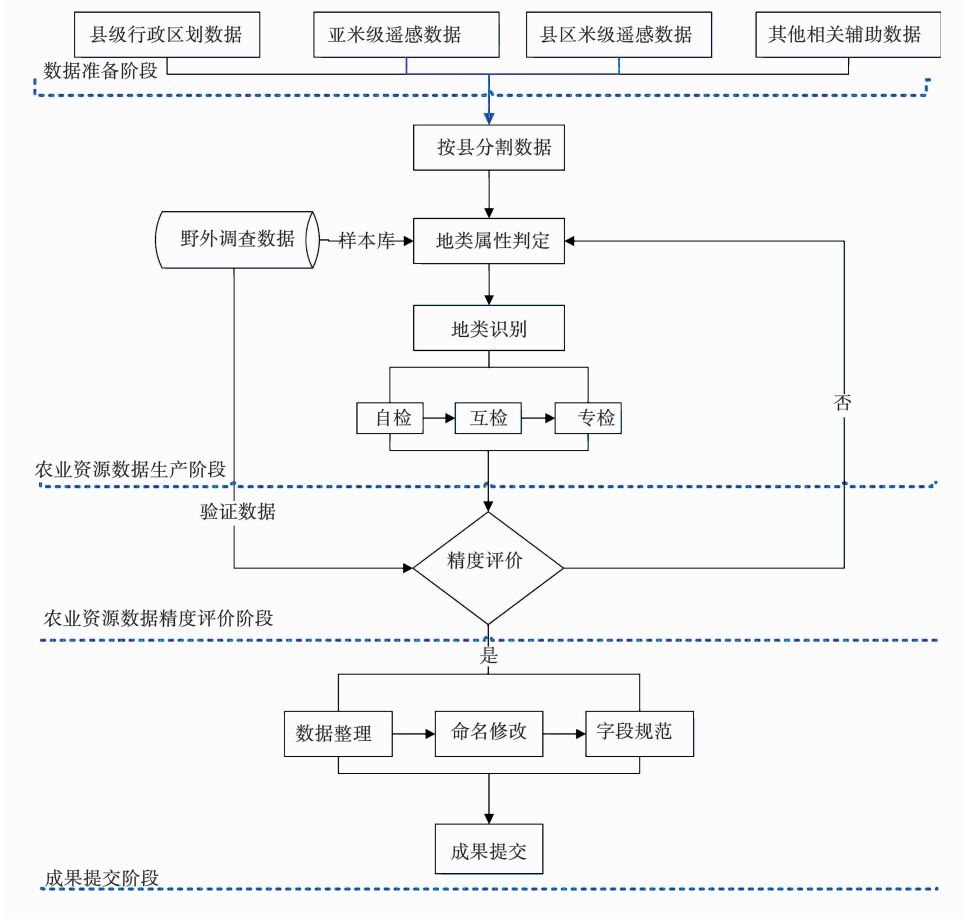 县级行政区划数据
亚米级遥感数据
县区米级遥感数据
其他相关辅助数据
数据准备阶段
按县分割数据
野外调查数据
样本库
地类属性判定
地类识别
否
自检
互检
专检
农业资源数据生产阶段
验证数据
精度评价
农业资源数据精度评价阶段
是
数据整理
命名修改
字段规范
成果提交
成果提交阶段